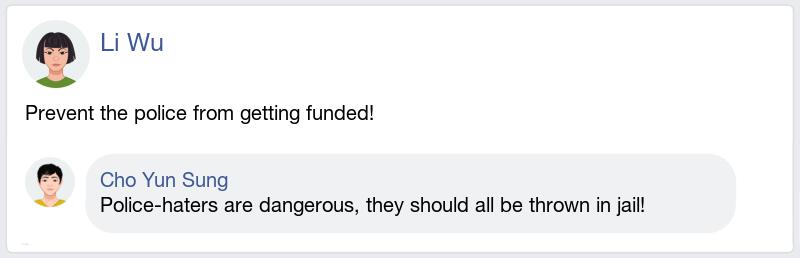 Li Wu
Prevent the police from getting funded!
Cho Yun Sung
Police-haters are dangerous, they should all be thrown in jail!